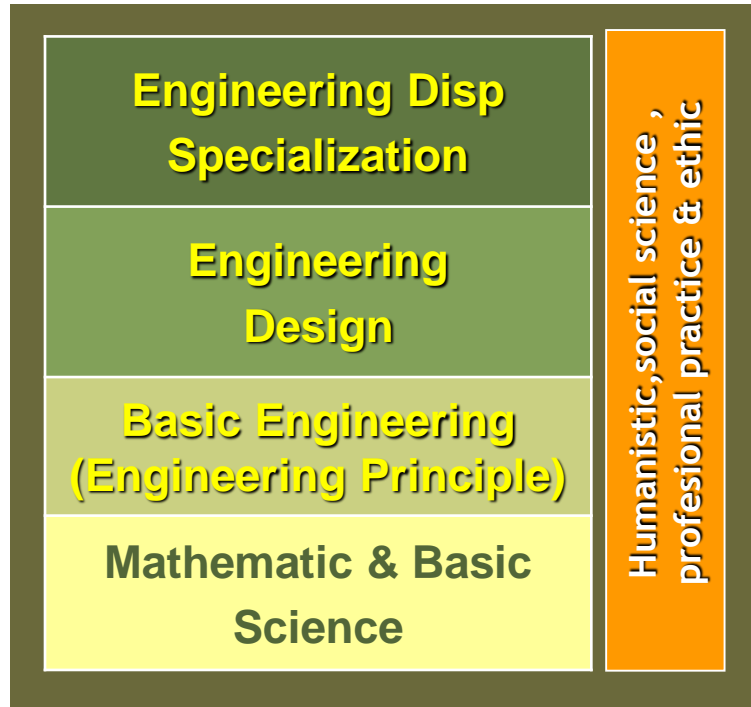 Engineering Disp
Specialization
Engineering
Design
Basic Engineering
(Engineering Principle)
Mathematic & Basic
Science
Humanistic,social science ,
profesional practice & ethic